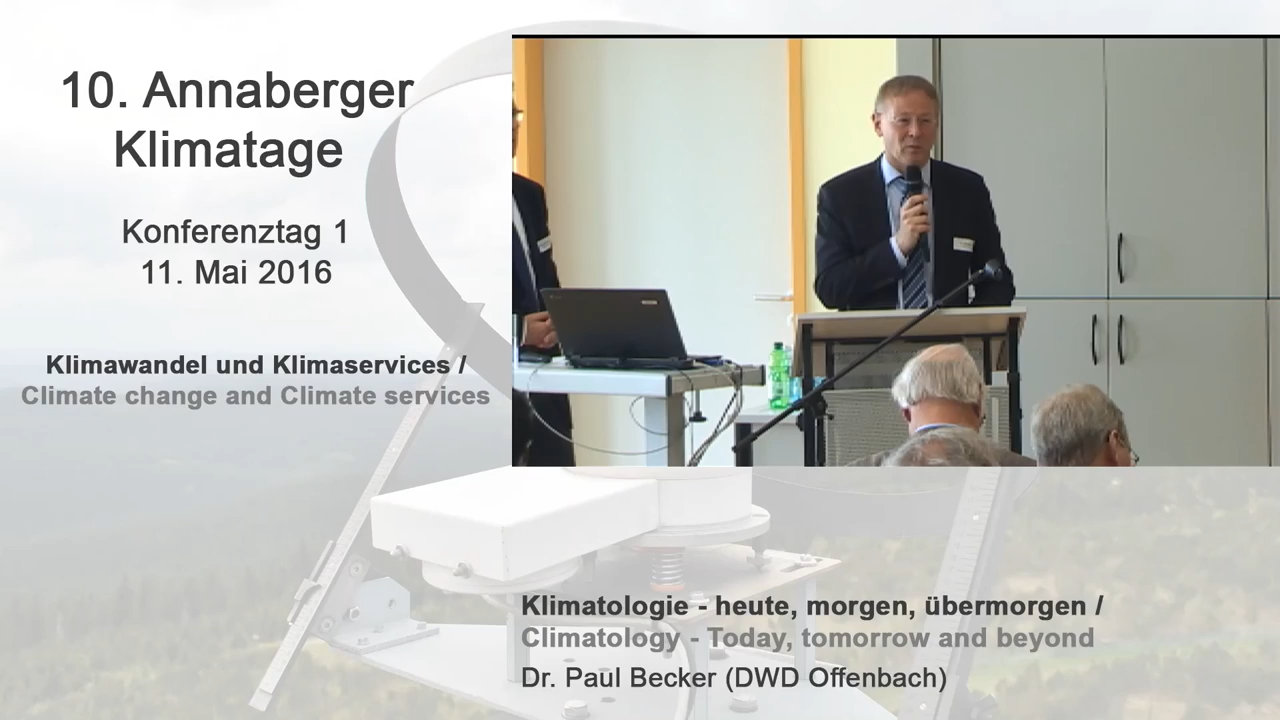 10. Annaberger
Klimatage
Konferenztag 1
11. Mai 2016
Klimawandel und Klimaservices /
Climate change and Climate services
Klimatologie - heute, morgen, übermorgen /
Climatology - Today, tomorrow and beyond
Dr. Paul Becker (DWD Offenbach)